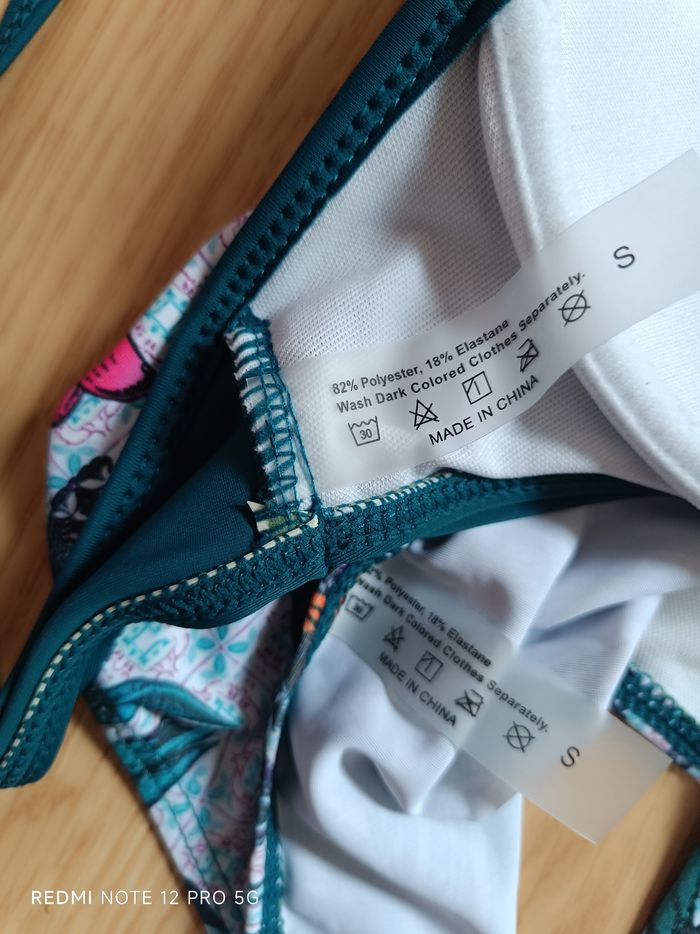 S
82% Polyester, 18% Elastane
Wash Dark Colored Clothes Separately.
30
MADE IN CHINA
Polyester, 18% Elastane
Wash Dark Colored Clothes Separately.
30
MADE IN CHINA
S
REDMI NOTE 12 PRO 5G